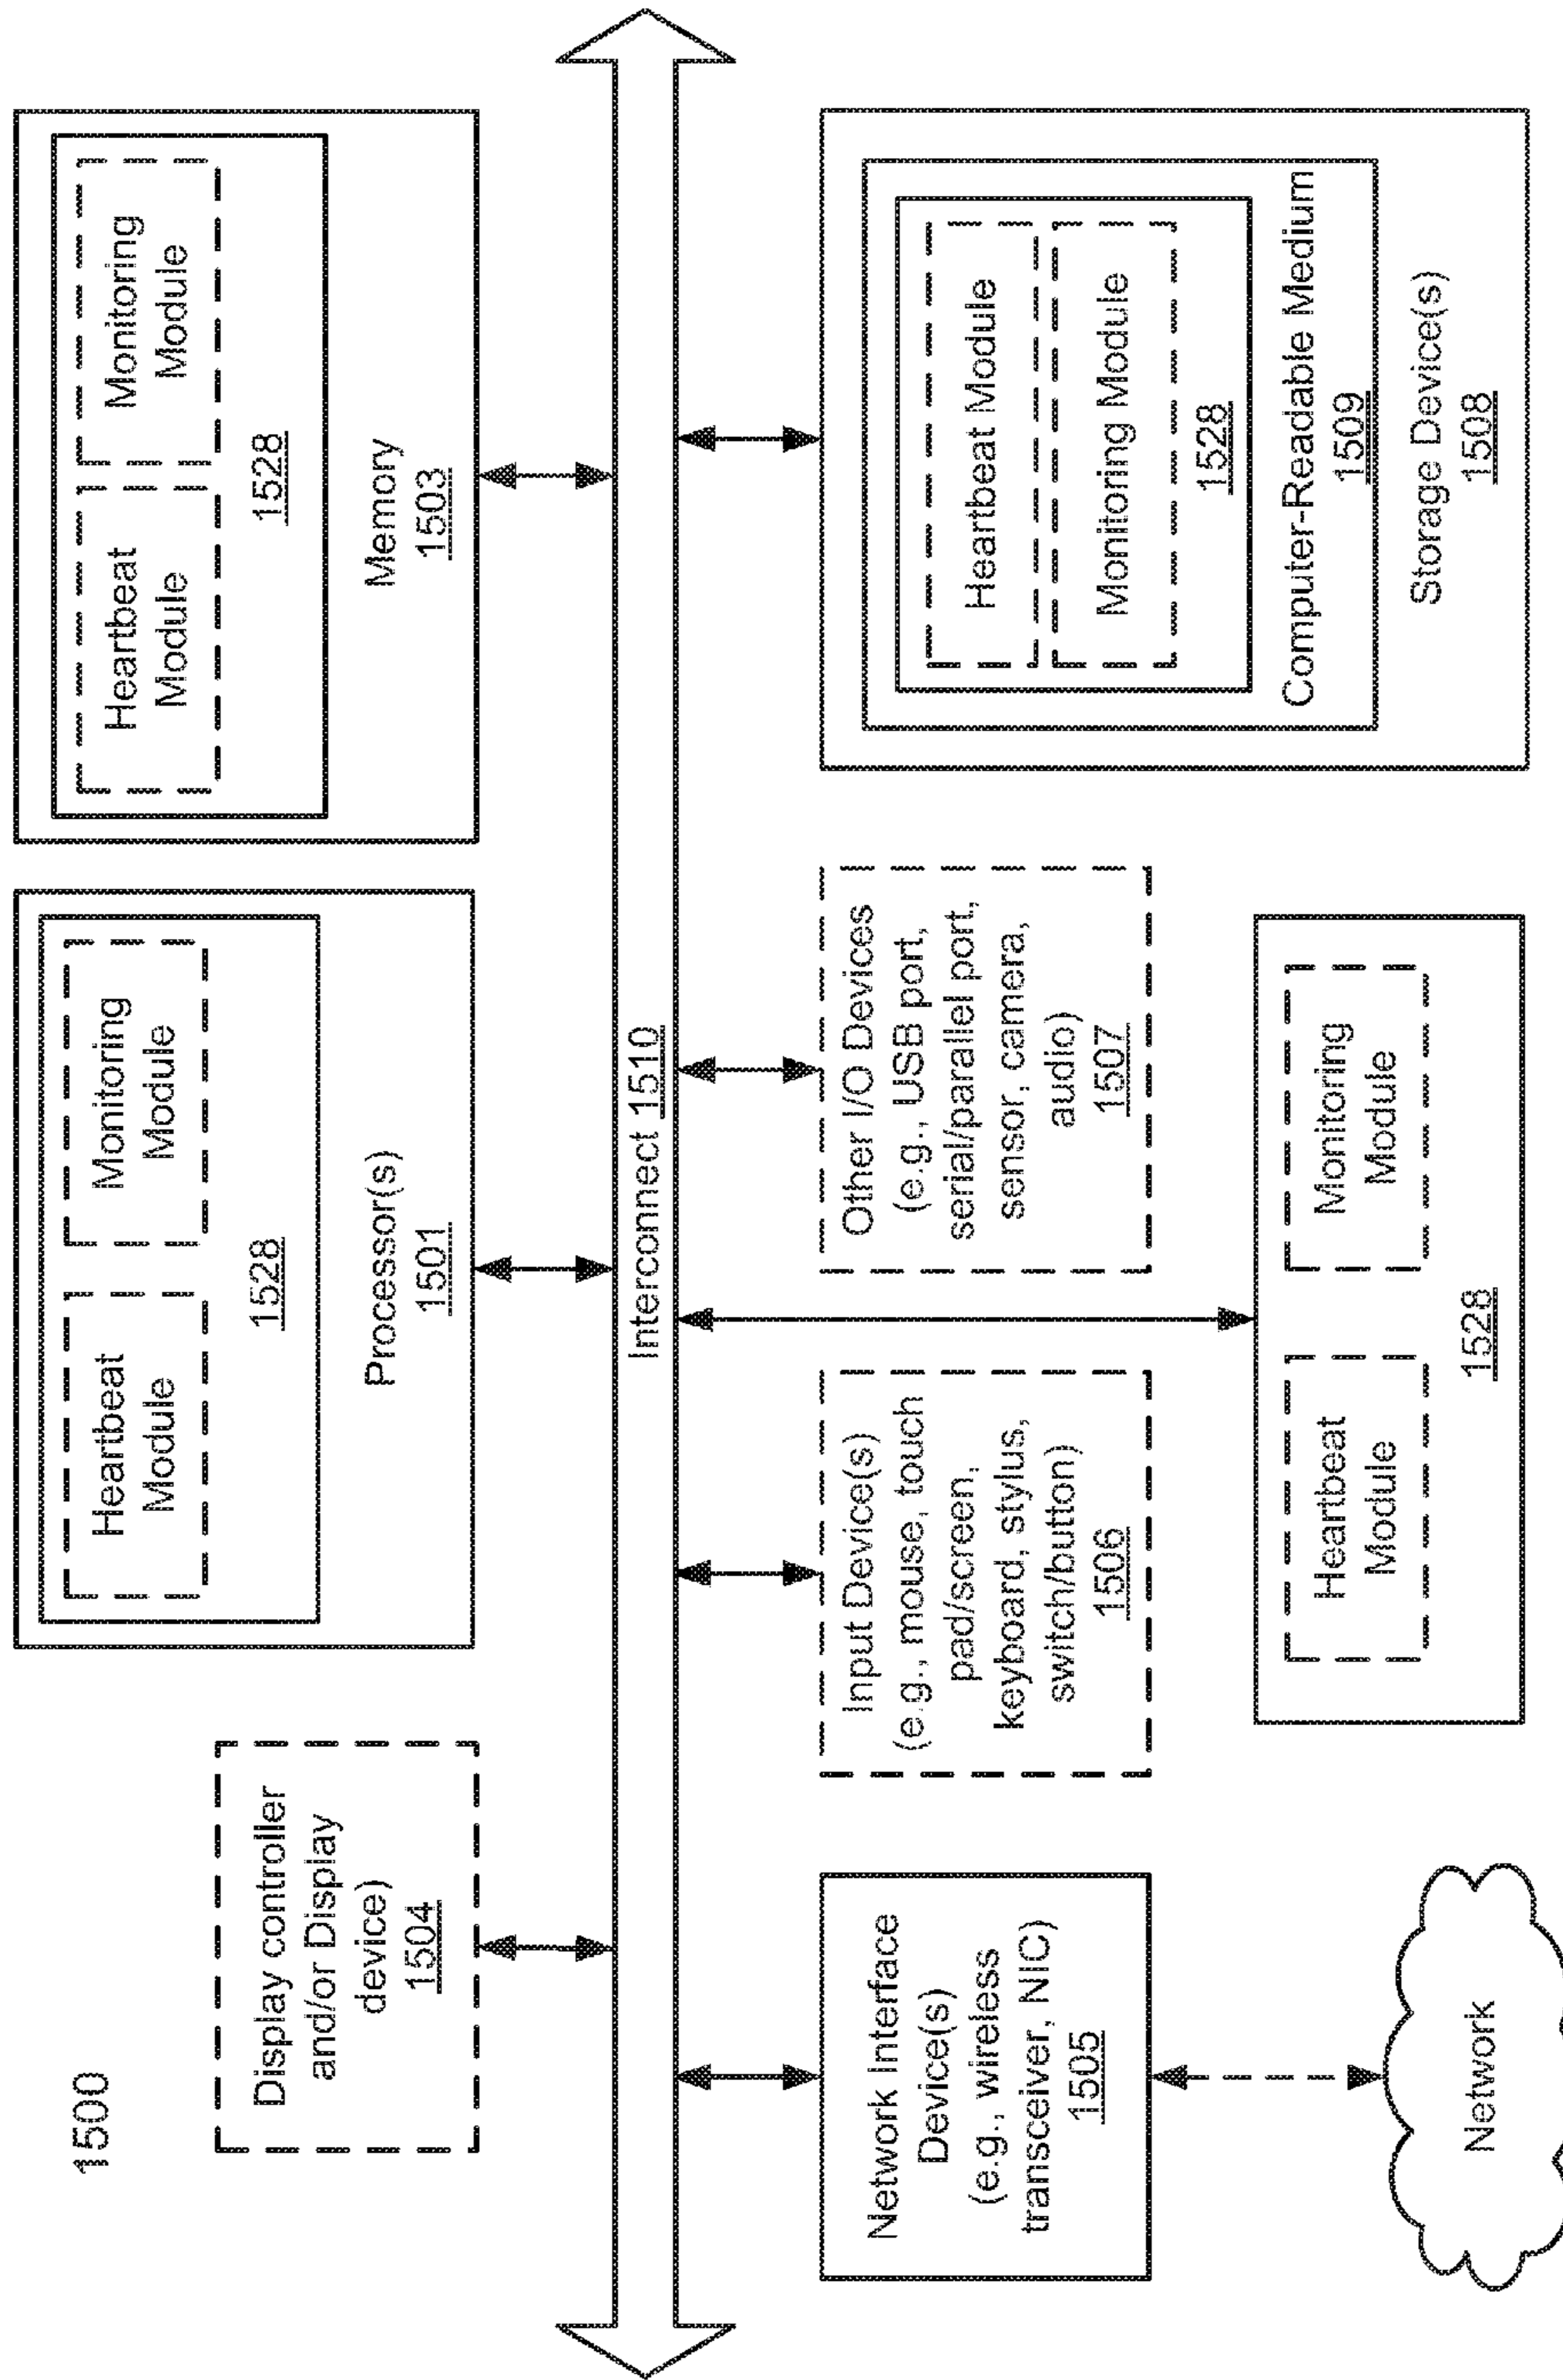 1500
Display controller
and/or Display
device)
1504
Heartbeat
Module
Monitoring
Module
1528
Processor(s)
1501
Heartbeat
Module
Monitoring
Module
1528
Memory
1503
Interconnect 1510
Network Interface
Device(s)
(e.g., wireless
transceiver, NIC)
1505
Input Device(s)
(e.g., mouse, touch
pad/screen,
keyboard, stylus,
switch/button)
1506
Other I/O Devices
(e.g., USB port,
serial/parallel port,
sensor, camera,
audio)
1507
Heartbeat Module
Monitoring Module
1528
Computer-Readable Medium
1509
Storage Device(s)
1508
Heartbeat
Module
Monitoring
Module
1528
Network